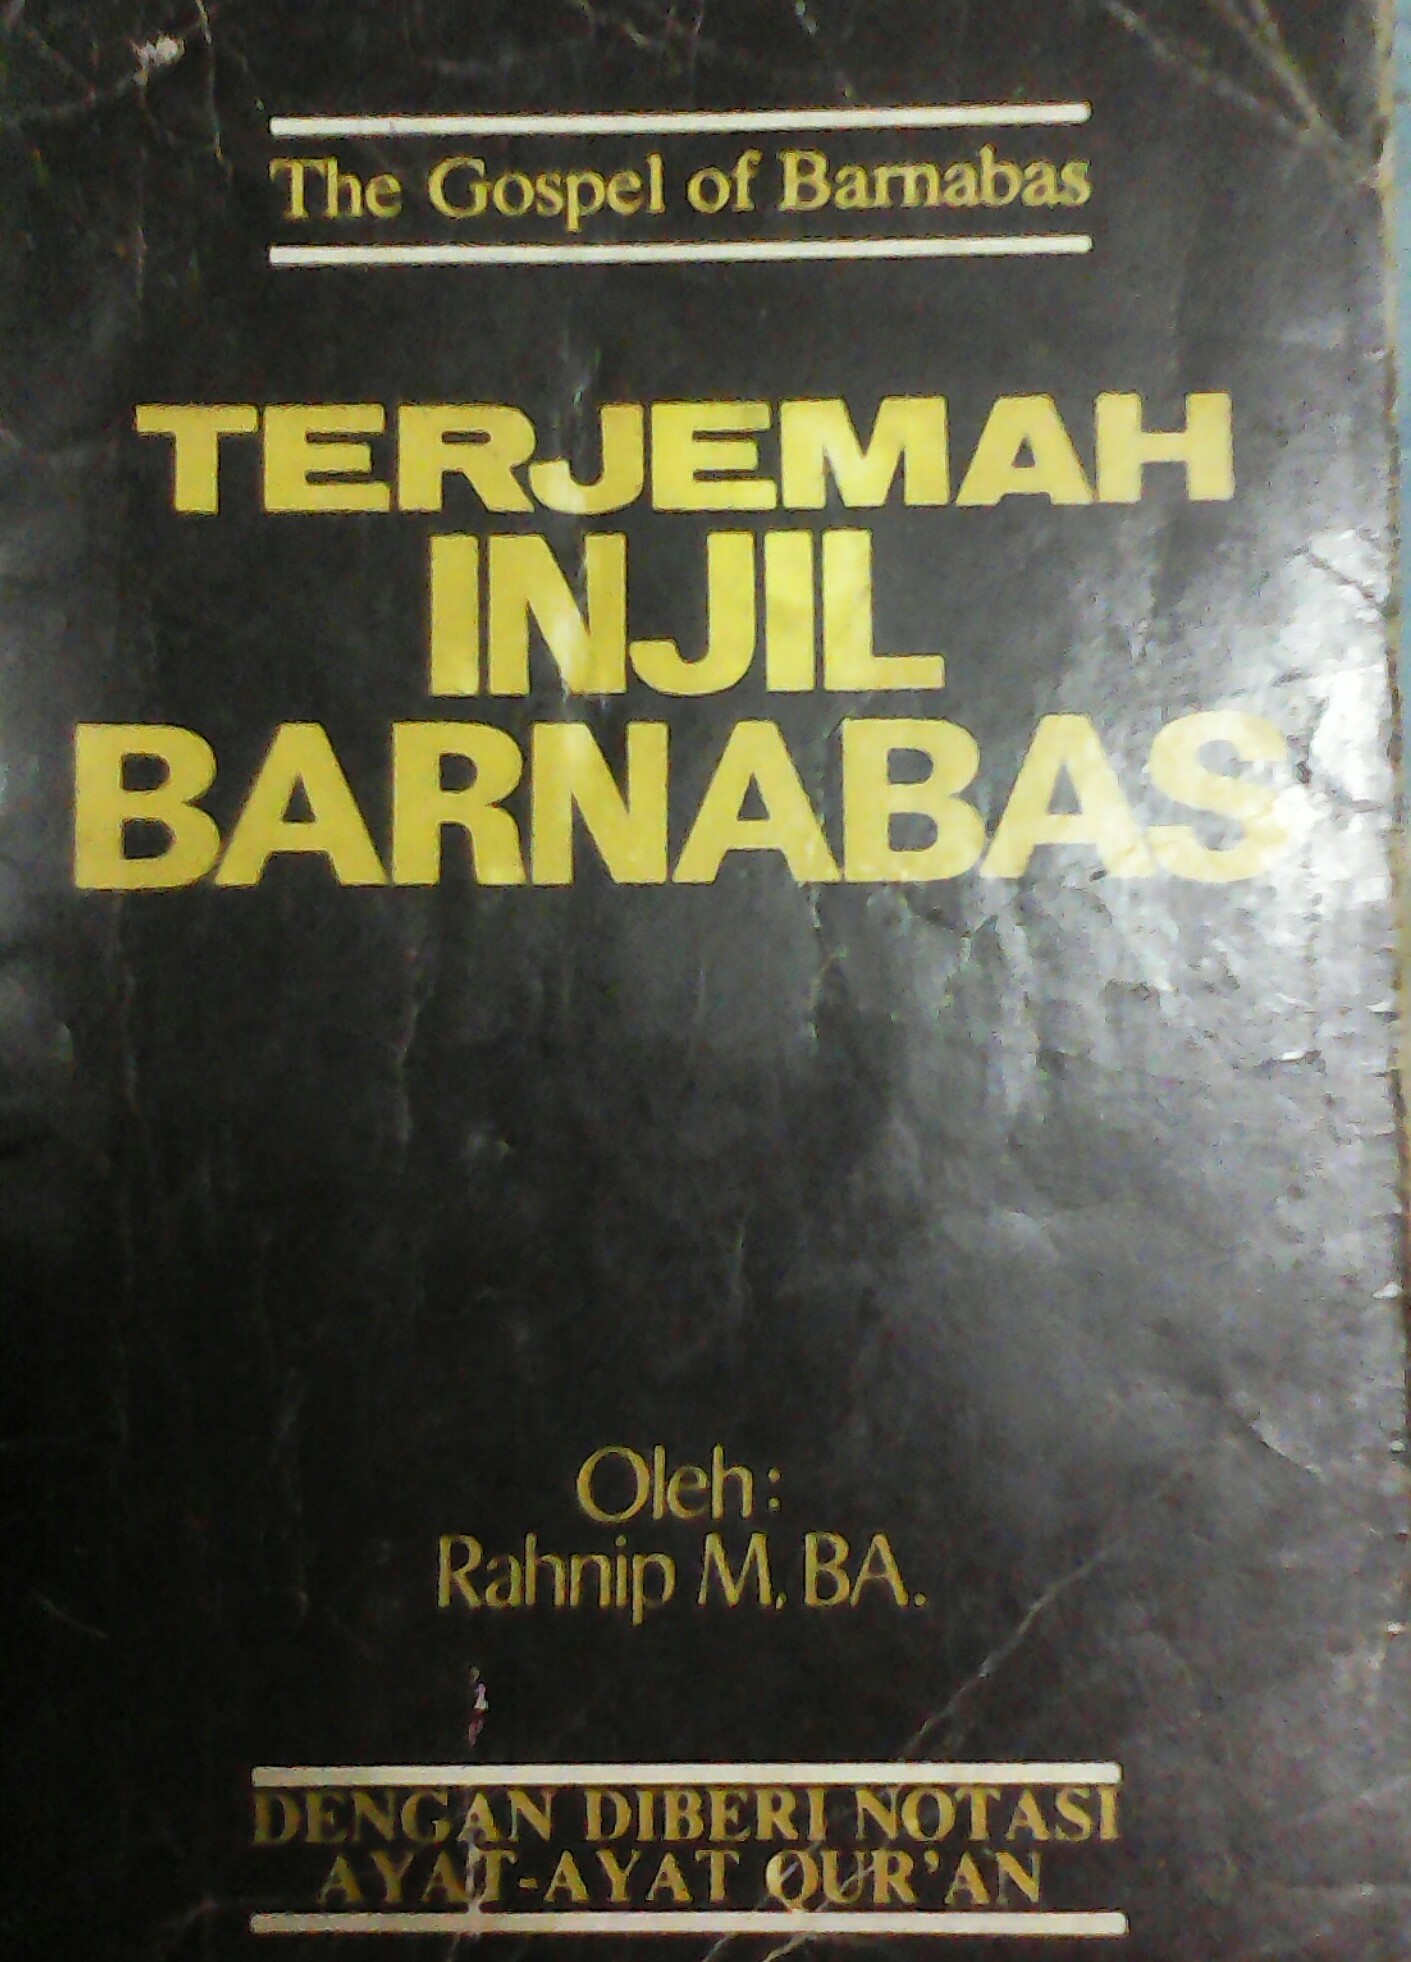 The Gospel of Barnabas
TERJEMAH
INJIL
BARNABAS
Oleh:
Rahnip M, BA.
DENGAN DIBERI NOTASI
AYAT-AYAT QUR'AN